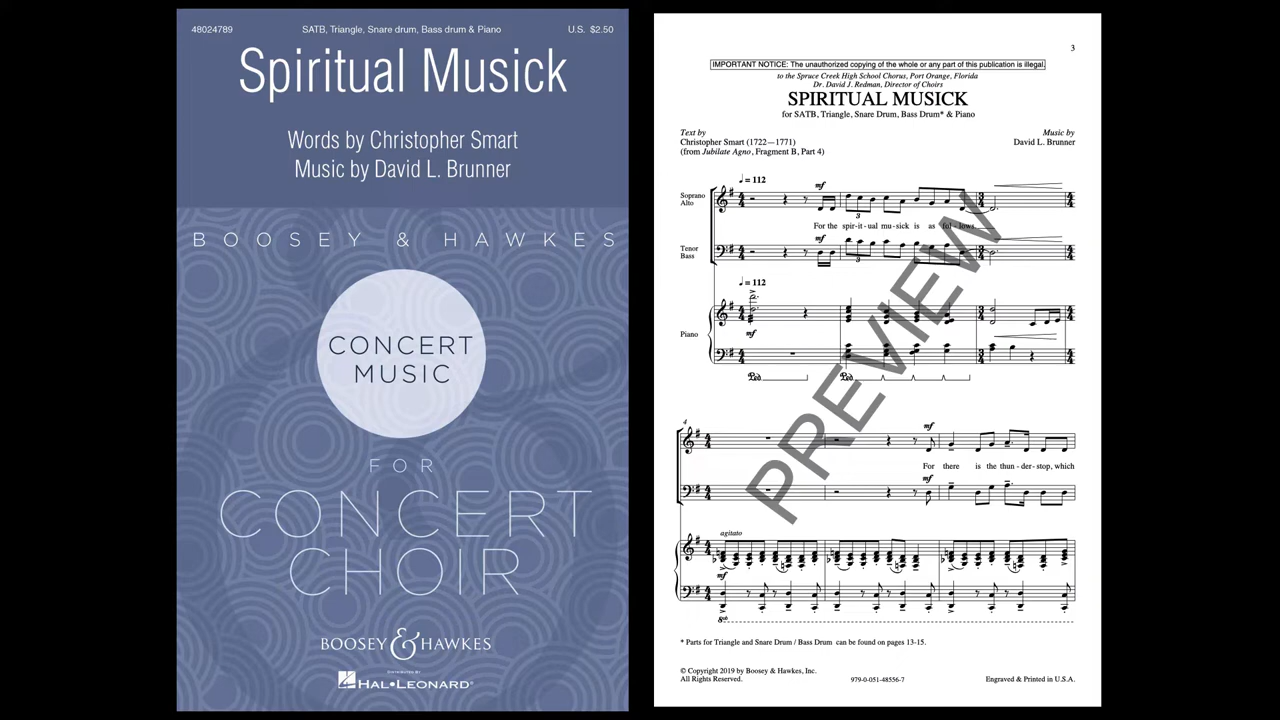 48024789 SATB, Triangle, Snare drum, Bass drum & Piano U.S. $2.50
Spiritual Musick
Words by Christopher Smart
Music by David L. Brunner
BOOSEY & HAWKES
CONCERT
MUSIC
FOR
CONCERT
CHOIR
BOOSEY & HAWKES
DISTRIBUTED BY
HAL•LEONARD
3
IMPORTANT NOTICE: The unauthorized copying of the whole or any part of this publication is illegal.
to the Spruce Creek High School Chorus, Port Orange, Florida
Dr. David J. Redman, Director of Choirs
SPIRITUAL MUSICK
for SATB, Triangle, Snare Drum, Bass Drum* & Piano
Text by
Christopher Smart (1722—1771)
(from Jubilate Agno, Fragment B, Part 4)
Music by
David L. Brunner
♩ = 112
mf
Soprano
Alto
3
For the spir-it-ual mu-sick is as fol-lows.
mf
Tenor
Bass
3
♩ = 112
Piano
mf
Ped. Ped.
PREVIEW
4
mf
For there is the thun-der-stop, which
mf
agitato
mf
8vb
* Parts for Triangle and Snare Drum / Bass Drum can be found on pages 13-15.
© Copyright 2019 by Boosey & Hawkes, Inc.
All Rights Reserved.
979-0-051-48556-7
Engraved & Printed in U.S.A.